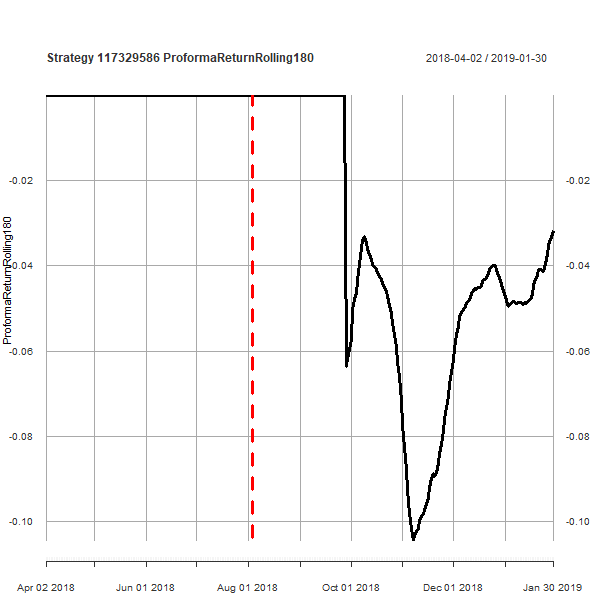 Strategy 117329586 ProformaReturnRolling180
2018-04-02 / 2019-01-30
ProformaReturnRolling180
-0.02
-0.02
-0.04
-0.04
-0.06
-0.06
-0.08
-0.08
-0.10
-0.10
Apr 02 2018
Jun 01 2018
Aug 01 2018
Oct 01 2018
Dec 01 2018
Jan 30 2019